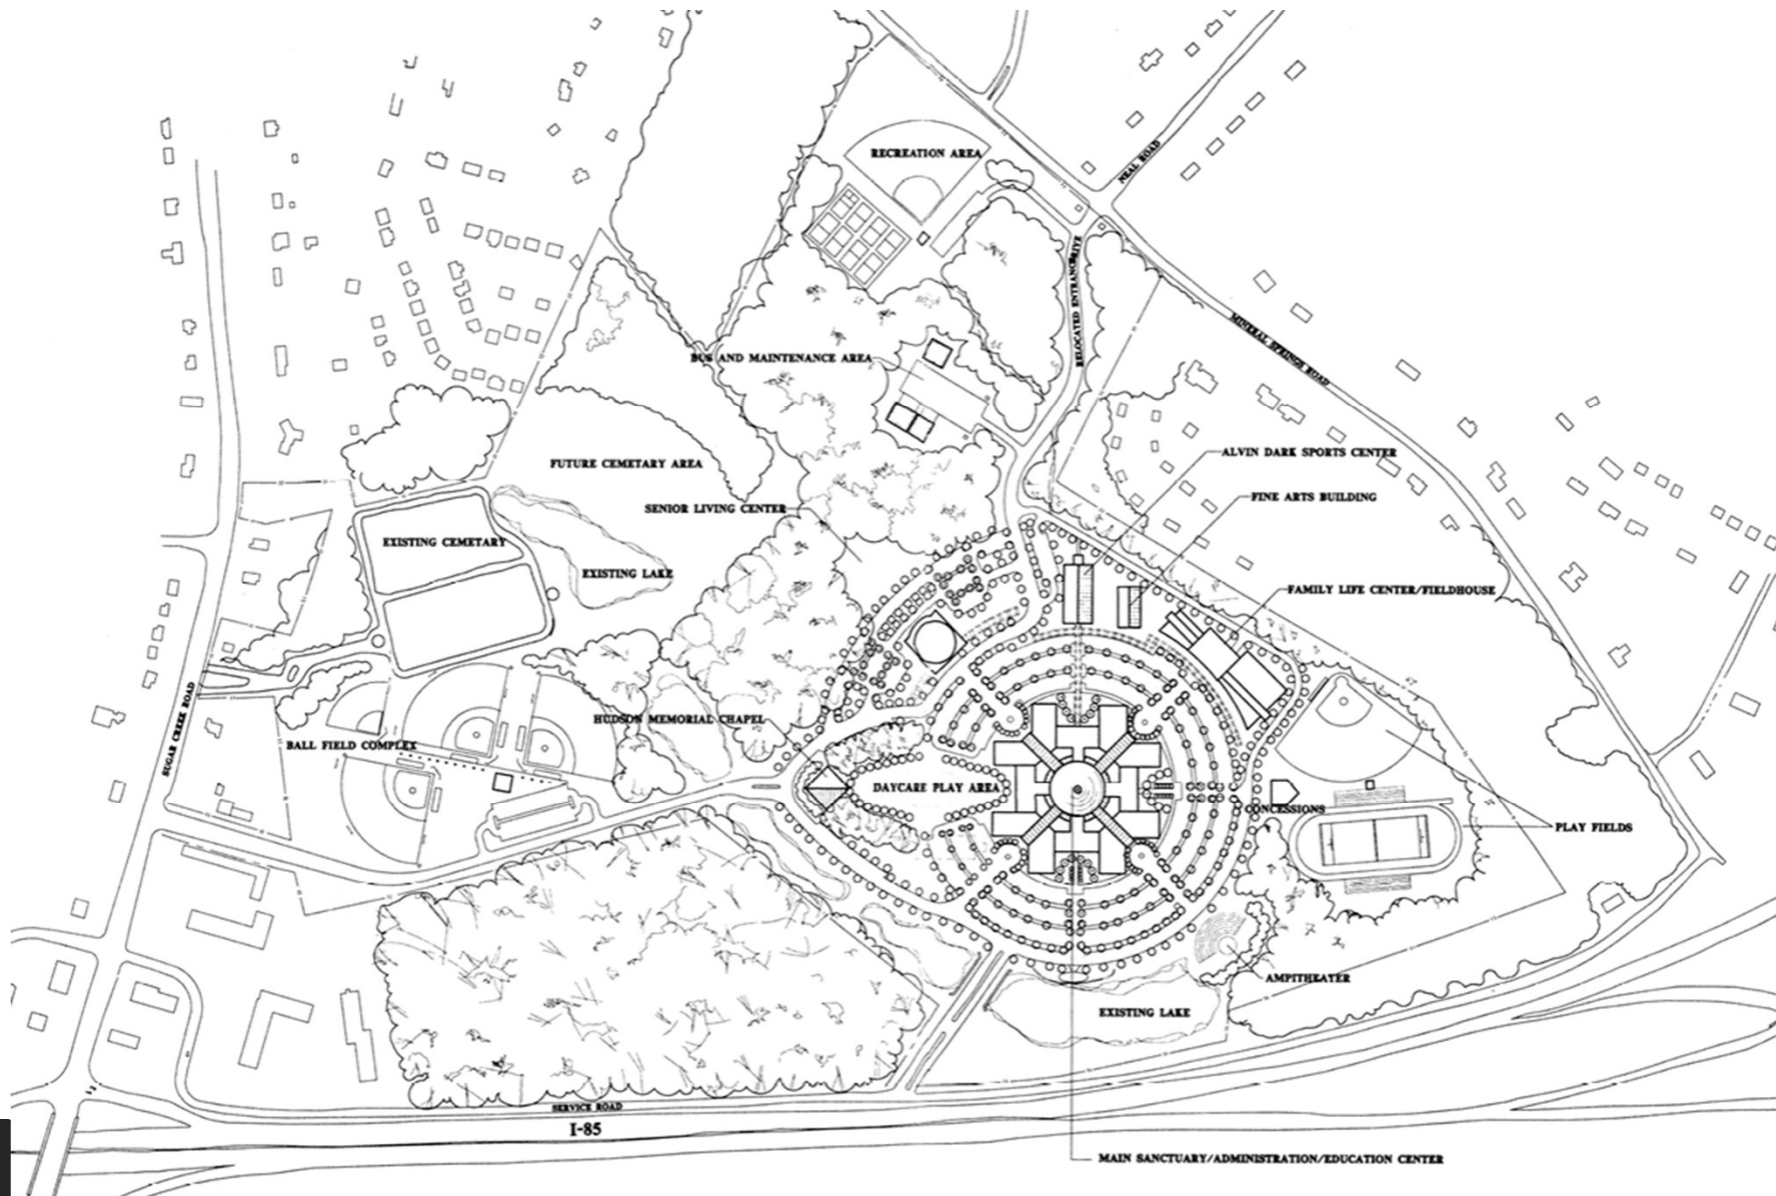 RECREATION AREA
NEAL ROAD
RELOCATED ENTRANCE DRIVE
MINERAL SPRINGS ROAD
BUS AND MAINTENANCE AREA
ALVIN DARK SPORTS CENTER
FUTURE CEMETARY AREA
FINE ARTS BUILDING
SENIOR LIVING CENTER
EXISTING CEMETARY
EXISTING LAKE
FAMILY LIFE CENTER/FIELDHOUSE
SUGAR CREEK ROAD
HUDSON MEMORIAL CHAPEL
BALL FIELD COMPLEX
DAYCARE PLAY AREA
CONCESSIONS
PLAY FIELDS
AMPITHEATER
EXISTING LAKE
SERVICE ROAD
I-85
MAIN SANCTUARY/ADMINISTRATION/EDUCATION CENTER